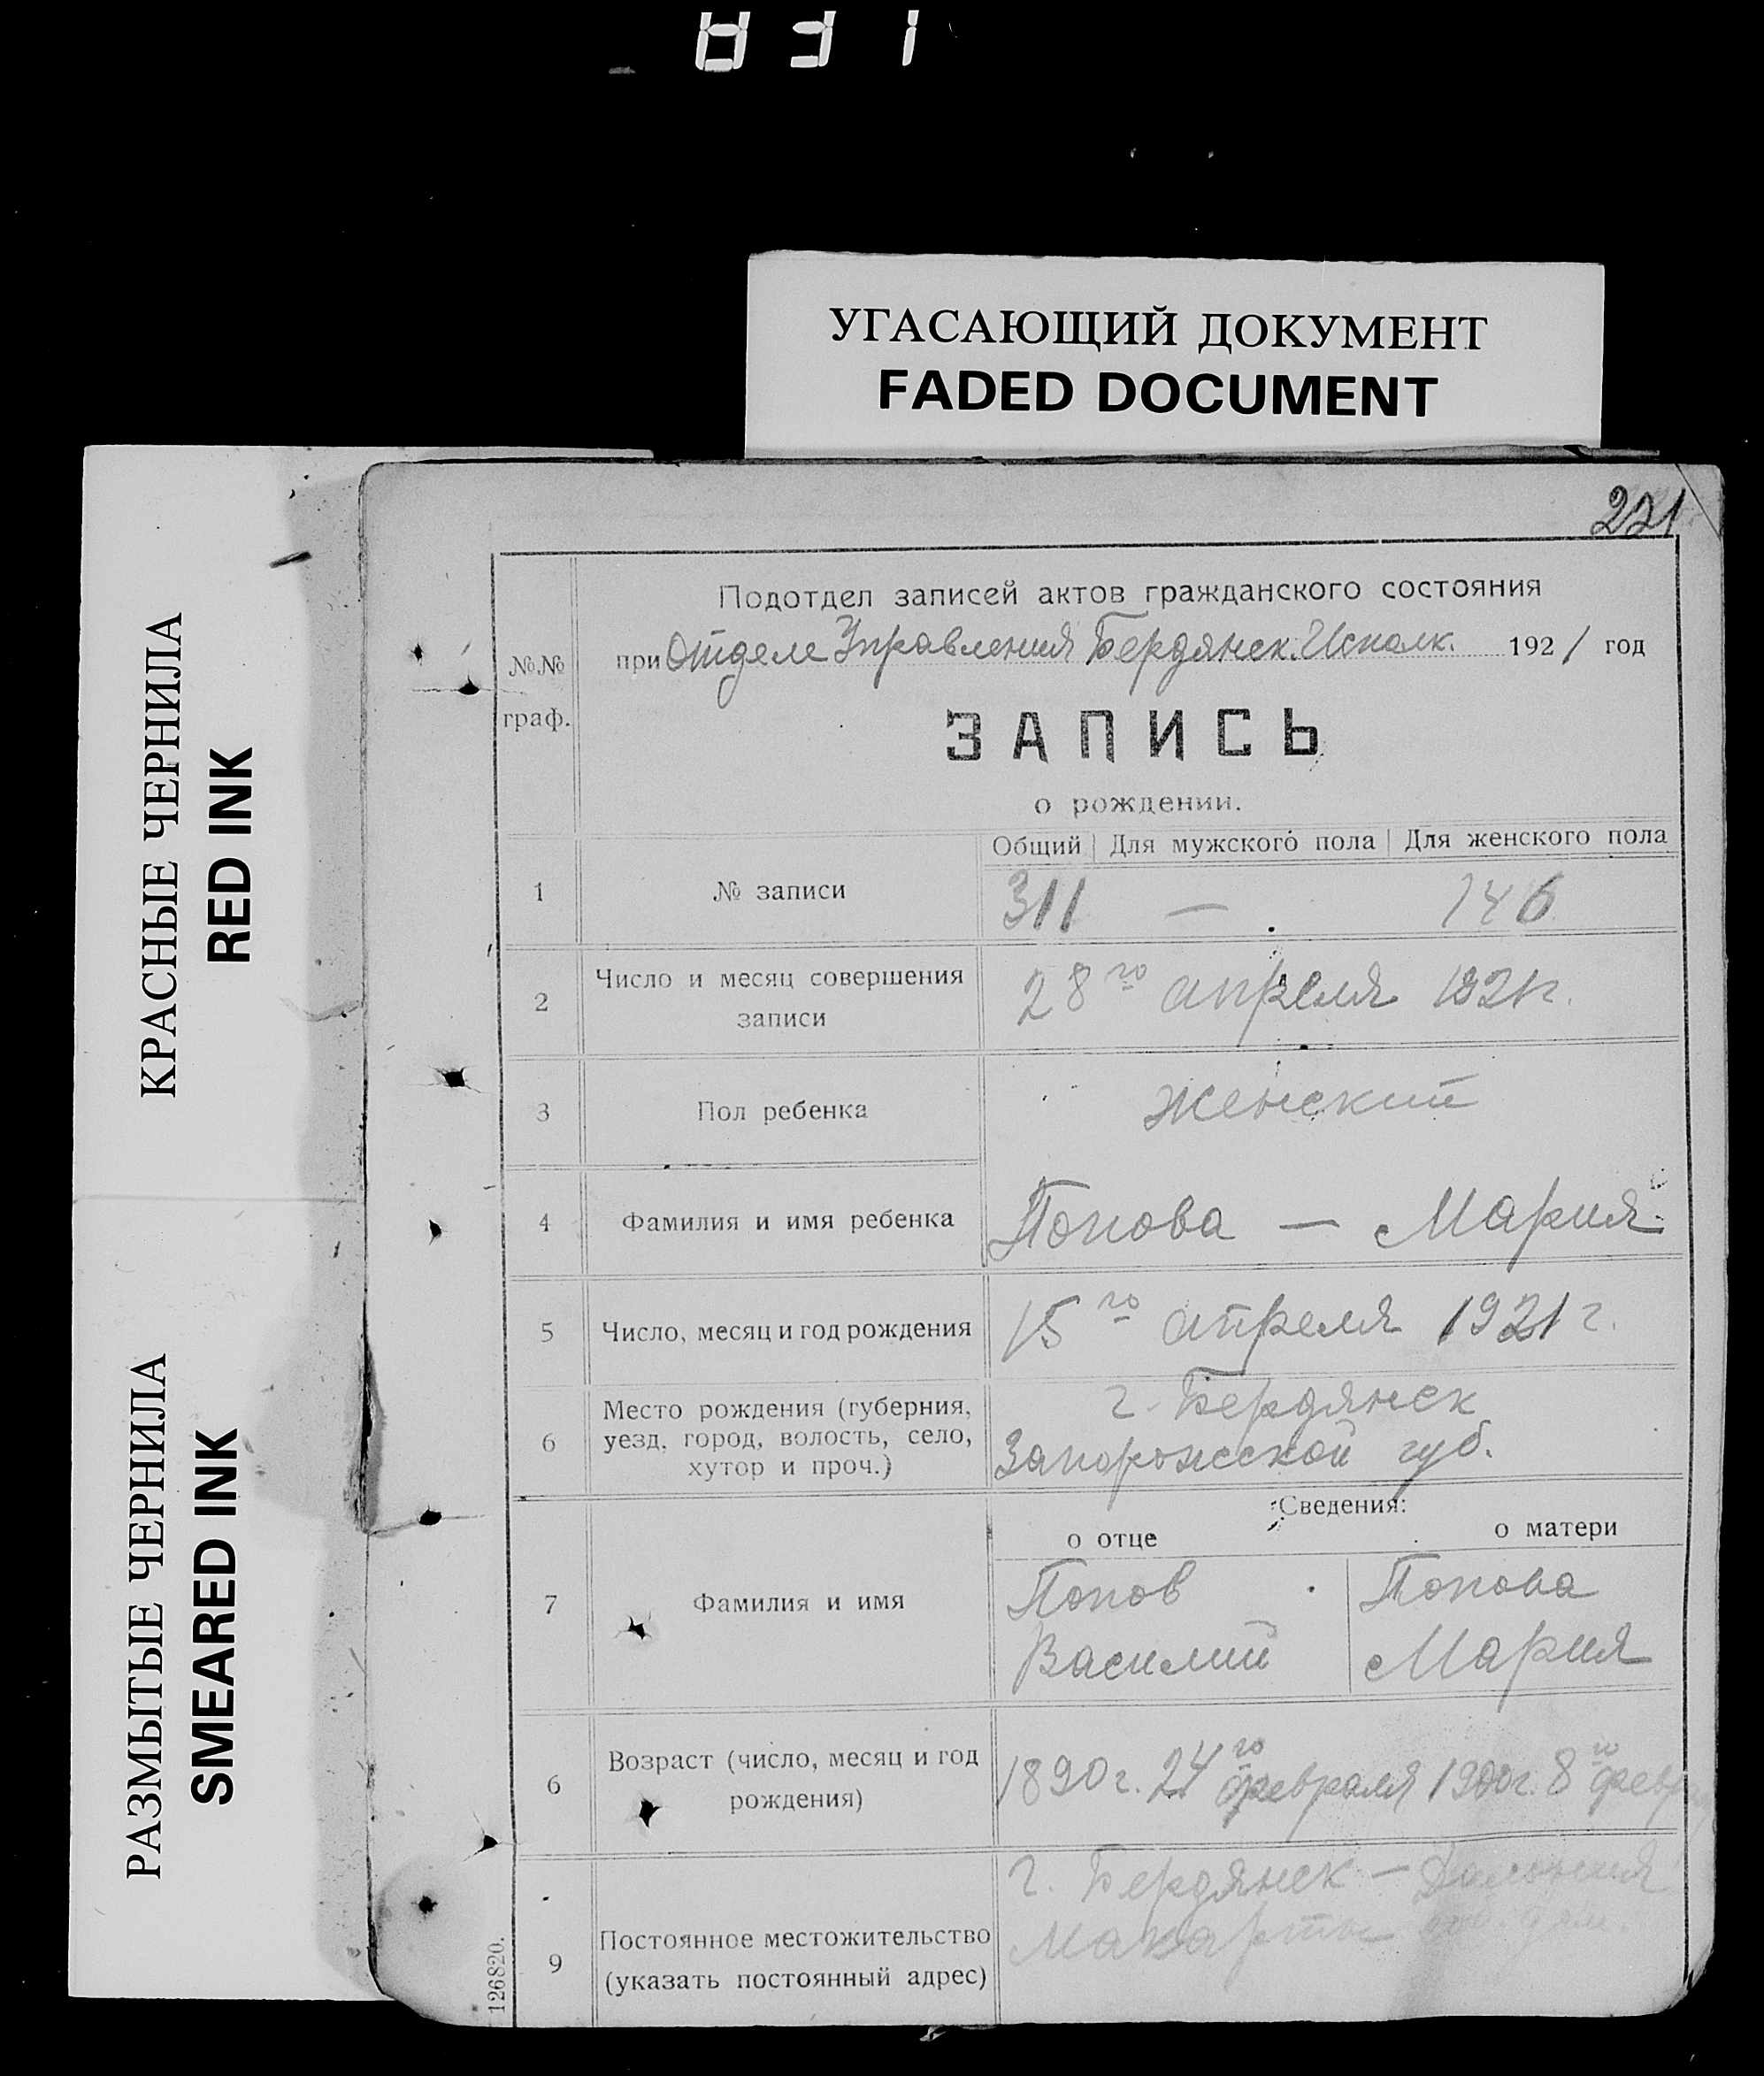 УГАСАЮЩИЙ ДОКУМЕНТ
FADED DOCUMENT
КРАСНЫЕ ЧЕРНИЛА
RED INK
РАЗМЫТЫЕ ЧЕРНИЛА
SMEARED INK
221
Подотдел записей актов гражданского состояния
№№ граф.
при Отделе Управления Бердянск. Исполк. 1921 год
ЗАПИСЬ
о рождении.
Общий Для мужского пола Для женского пола
1 № записи 311 — 146
2 Число и месяц совершения записи 28го апреля 1921г.
3 Пол ребенка Женский
4 Фамилия и имя ребенка Попова — Мария
5 Число, месяц и год рождения 15го апреля 1921 г.
6 Место рождения (губерния, уезд, город, волость, село, хутор и проч.) г. Бердянск
Запорожской губ.
Сведения:
о отце о матери
7 Фамилия и имя Попов Попова
Василий Мария
6 Возраст (число, месяц и год рождения) 1890 г. 24го февраля 1900 г. 8го февр
9 Постоянное местожительство (указать постоянный адрес) г. Бердянск —
126820.